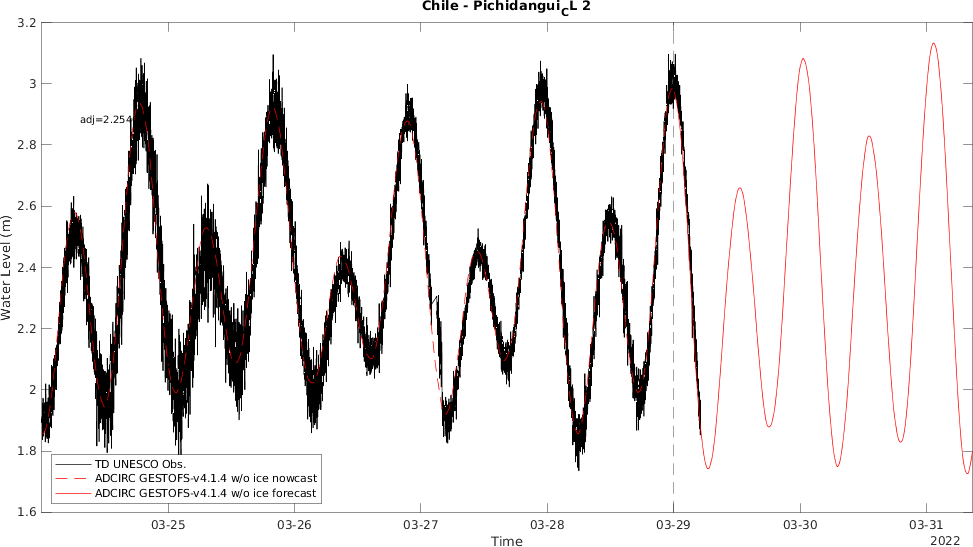 Chile - PichidanguiCL 2
3.2
3
2.8
2.6
2.4
2.2
2
1.8
1.6
Water Level (m)
adj=2.254
TD UNESCO Obs.
ADCIRC GESTOFS-v4.1.4 w/o ice nowcast
ADCIRC GESTOFS-v4.1.4 w/o ice forecast
03-25 03-26 03-27 03-28 03-29 03-30 03-31
Time
2022